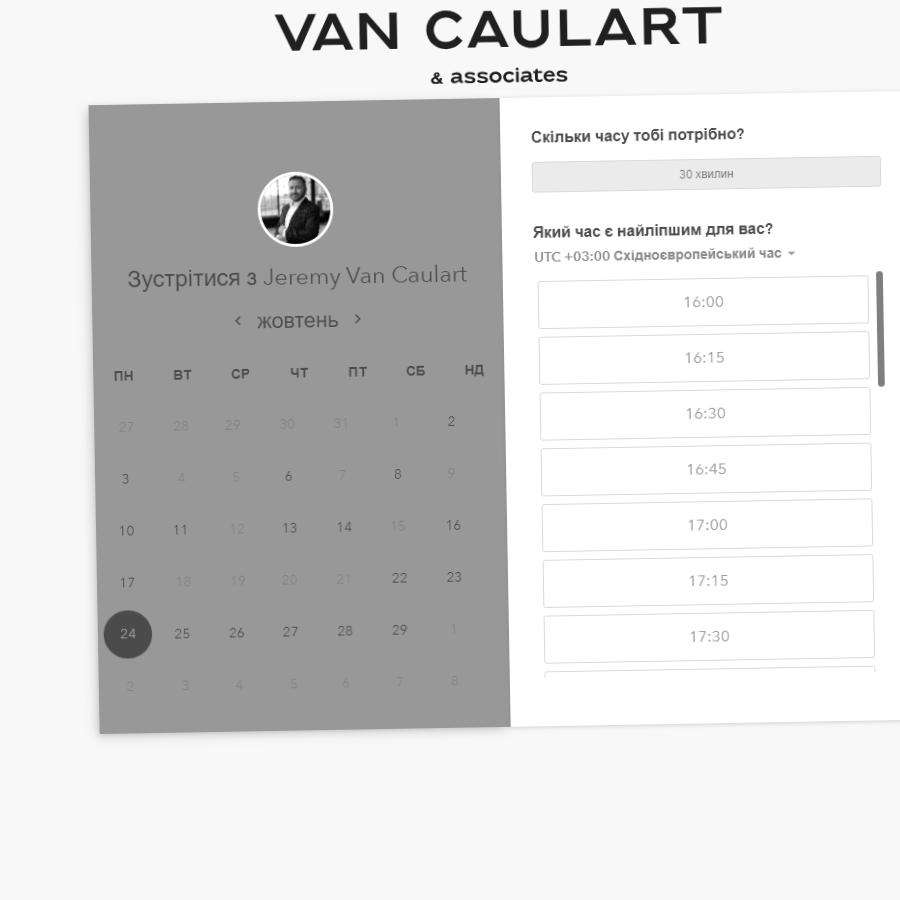 VAN CAULART
& associates
Зустрітися з Jeremy Van Caulart
жовтень
ПН ВТ СР ЧТ ПТ СБ НД
27 28 29 30 31 1 2
3 4 5 6 7 8 9
10 11 12 13 14 15 16
17 18 19 20 21 22 23
24 25 26 27 28 29 1
2 3 4 5 6 7 8
Скільки часу тобі потрібно?
30 хвилин
Який час є найліпшим для вас?
UTC +03:00 Східноєвропейський час
16:00
16:15
16:30
16:45
17:00
17:15
17:30